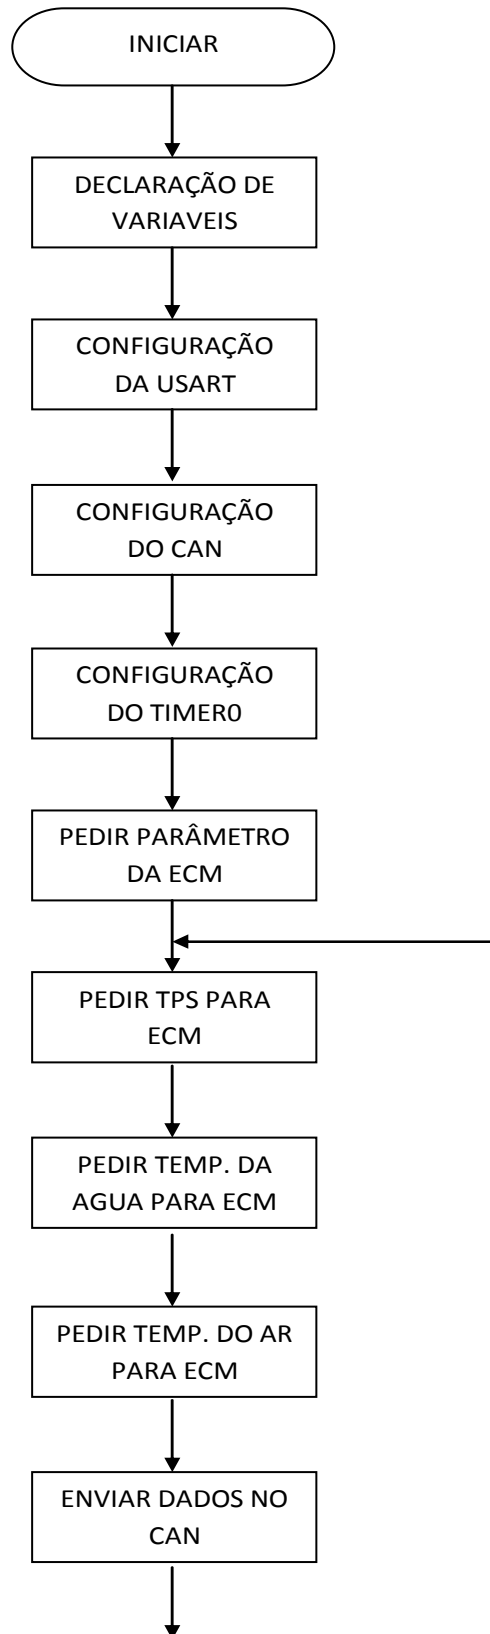 INICIAR
DECLARAÇÃO DE
VARIAVEIS
CONFIGURAÇÃO
DA USART
CONFIGURAÇÃO
DO CAN
CONFIGURAÇÃO
DO TIMER0
PEDIR PARÂMETRO
DA ECM
PEDIR TPS PARA
ECM
PEDIR TEMP. DA
AGUA PARA ECM
PEDIR TEMP. DO AR
PARA ECM
ENVIAR DADOS NO
CAN